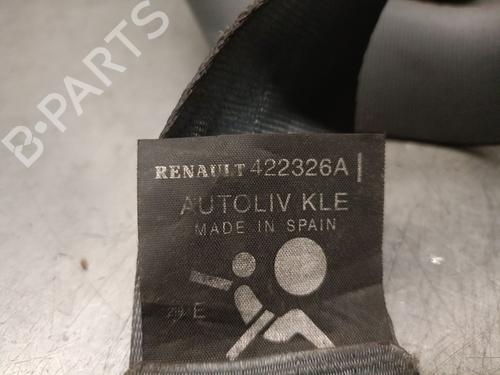 B-PARTS
RENAULT 422326A
AUTOLIV KLE
MADE IN SPAIN
E